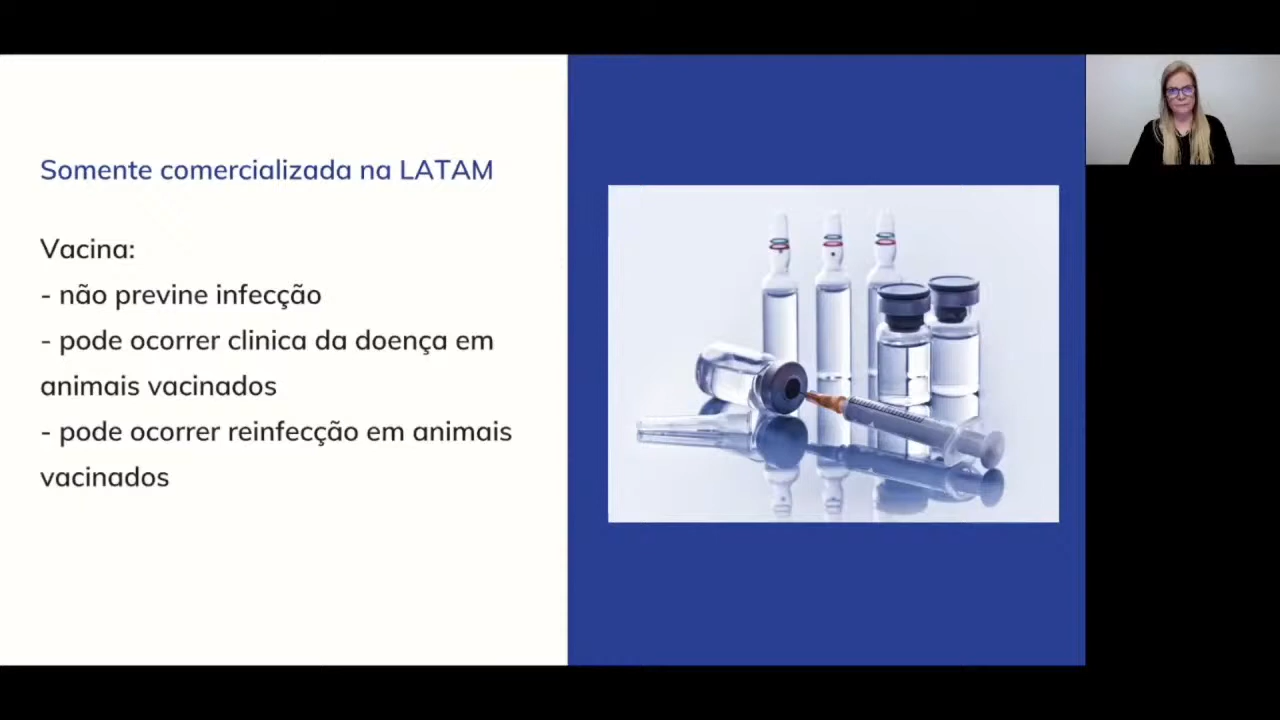 Somente comercializada na LATAM
Vacina:
- não previne infecção
- pode ocorrer clinica da doença em
animais vacinados
- pode ocorrer reinfecção em animais
vacinados